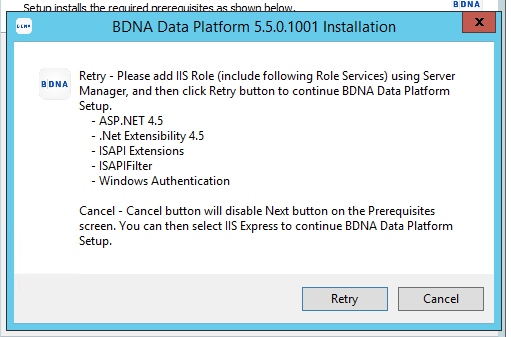 Setup installs the required prerequisites as shown below.
BDNA
BDNA
BDNA Data Platform 5.5.0.1001 Installation
x
BDNA
Retry - Please add IIS Role (include following Role Services) using Server
Manager, and then click Retry button to continue BDNA Data Platform
Setup.
- ASP.NET 4.5
- .Net Extensibility 4.5
- ISAPI Extensions
- ISAPIFilter
- Windows Authentication
Cancel - Cancel button will disable Next button on the Prerequisites
screen. You can then select IIS Express to continue BDNA Data Platform
Setup.
Retry
Cancel